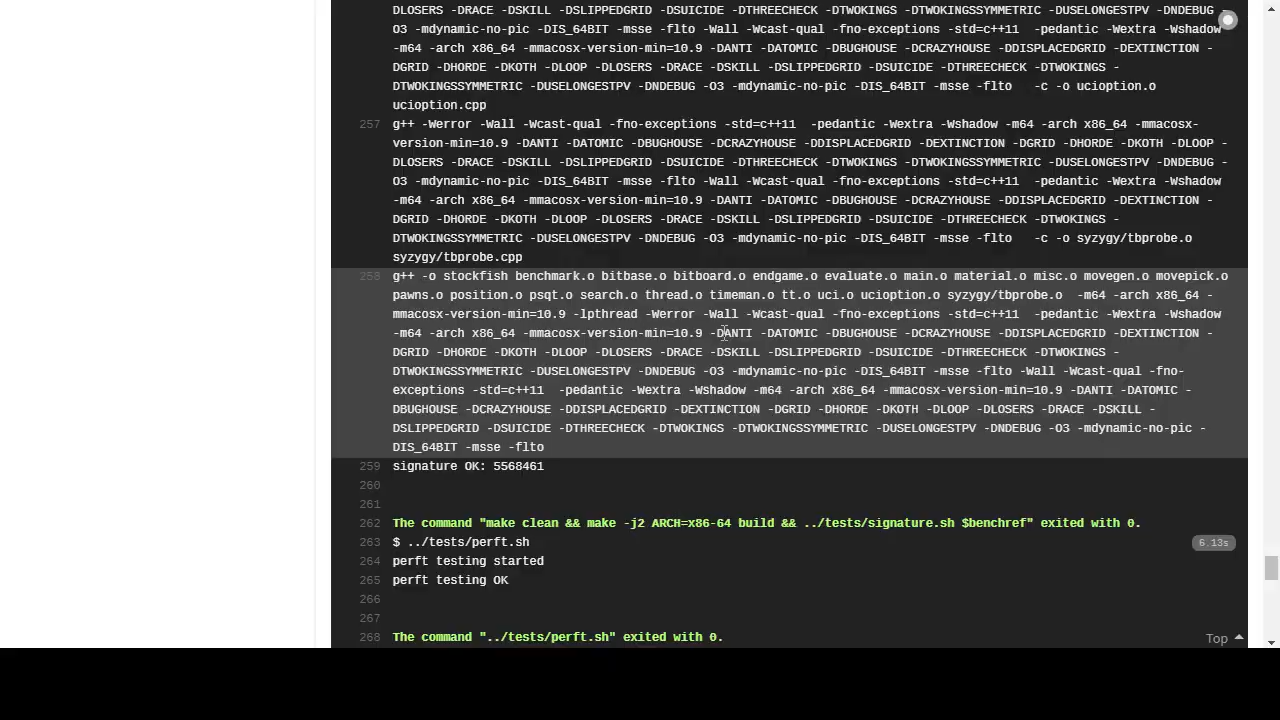 DLOSERS -DRACE -DSKILL -DSLIPPEDGRID -DSUICIDE -DTHREECHECK -DTWOKINGS -DTWOKINGSSYMMETRIC -DUSELONGESTPV -DNDEBUG -
O3 -mdynamic-no-pic -DIS_64BIT -msse -flto -Wall -Wcast-qual -fno-exceptions -std=c++11  -pedantic -Wextra -Wshadow
-m64 -arch x86_64 -mmacosx-version-min=10.9 -DANTI -DATOMIC -DBUGHOUSE -DCRAZYHOUSE -DDISPLACEDGRID -DEXTINCTION -
DGRID -DHORDE -DKOTH -DLOOP -DLOSERS -DRACE -DSKILL -DSLIPPEDGRID -DSUICIDE -DTHREECHECK -DTWOKINGS -
DTWOKINGSSYMMETRIC -DUSELONGESTPV -DNDEBUG -O3 -mdynamic-no-pic -DIS_64BIT -msse -flto   -c -o ucioption.o
ucioption.cpp
257 g++ -Werror -Wall -Wcast-qual -fno-exceptions -std=c++11  -pedantic -Wextra -Wshadow -m64 -arch x86_64 -mmacosx-
version-min=10.9 -DANTI -DATOMIC -DBUGHOUSE -DCRAZYHOUSE -DDISPLACEDGRID -DEXTINCTION -DGRID -DHORDE -DKOTH -DLOOP -
DLOSERS -DRACE -DSKILL -DSLIPPEDGRID -DSUICIDE -DTHREECHECK -DTWOKINGS -DTWOKINGSSYMMETRIC -DUSELONGESTPV -DNDEBUG -
O3 -mdynamic-no-pic -DIS_64BIT -msse -flto -Wall -Wcast-qual -fno-exceptions -std=c++11  -pedantic -Wextra -Wshadow
-m64 -arch x86_64 -mmacosx-version-min=10.9 -DANTI -DATOMIC -DBUGHOUSE -DCRAZYHOUSE -DDISPLACEDGRID -DEXTINCTION -
DGRID -DHORDE -DKOTH -DLOOP -DLOSERS -DRACE -DSKILL -DSLIPPEDGRID -DSUICIDE -DTHREECHECK -DTWOKINGS -
DTWOKINGSSYMMETRIC -DUSELONGESTPV -DNDEBUG -O3 -mdynamic-no-pic -DIS_64BIT -msse -flto   -c -o syzygy/tbprobe.o
syzygy/tbprobe.cpp
258 g++ -o stockfish benchmark.o bitbase.o bitboard.o endgame.o evaluate.o main.o material.o misc.o movegen.o movepick.o
pawns.o position.o psqt.o search.o thread.o timeman.o tt.o uci.o ucioption.o syzygy/tbprobe.o  -m64 -arch x86_64 -
mmacosx-version-min=10.9 -lpthread -Werror -Wall -Wcast-qual -fno-exceptions -std=c++11  -pedantic -Wextra -Wshadow
-m64 -arch x86_64 -mmacosx-version-min=10.9 -DANTI -DATOMIC -DBUGHOUSE -DCRAZYHOUSE -DDISPLACEDGRID -DEXTINCTION -
DGRID -DHORDE -DKOTH -DLOOP -DLOSERS -DRACE -DSKILL -DSLIPPEDGRID -DSUICIDE -DTHREECHECK -DTWOKINGS -
DTWOKINGSSYMMETRIC -DUSELONGESTPV -DNDEBUG -O3 -mdynamic-no-pic -DIS_64BIT -msse -flto -Wall -Wcast-qual -fno-
exceptions -std=c++11  -pedantic -Wextra -Wshadow -m64 -arch x86_64 -mmacosx-version-min=10.9 -DANTI -DATOMIC -
DBUGHOUSE -DCRAZYHOUSE -DDISPLACEDGRID -DEXTINCTION -DGRID -DHORDE -DKOTH -DLOOP -DLOSERS -DRACE -DSKILL -
DSLIPPEDGRID -DSUICIDE -DTHREECHECK -DTWOKINGS -DTWOKINGSSYMMETRIC -DUSELONGESTPV -DNDEBUG -O3 -mdynamic-no-pic -
DIS_64BIT -msse -flto
259 signature OK: 5568461
260
261
262 The command "make clean && make -j2 ARCH=x86-64 build && ../tests/signature.sh $benchref" exited with 0.
263 $ ../tests/perft.sh 6.13s
264 perft testing started
265 perft testing OK
266
267
268 The command "../tests/perft.sh" exited with 0.
Top